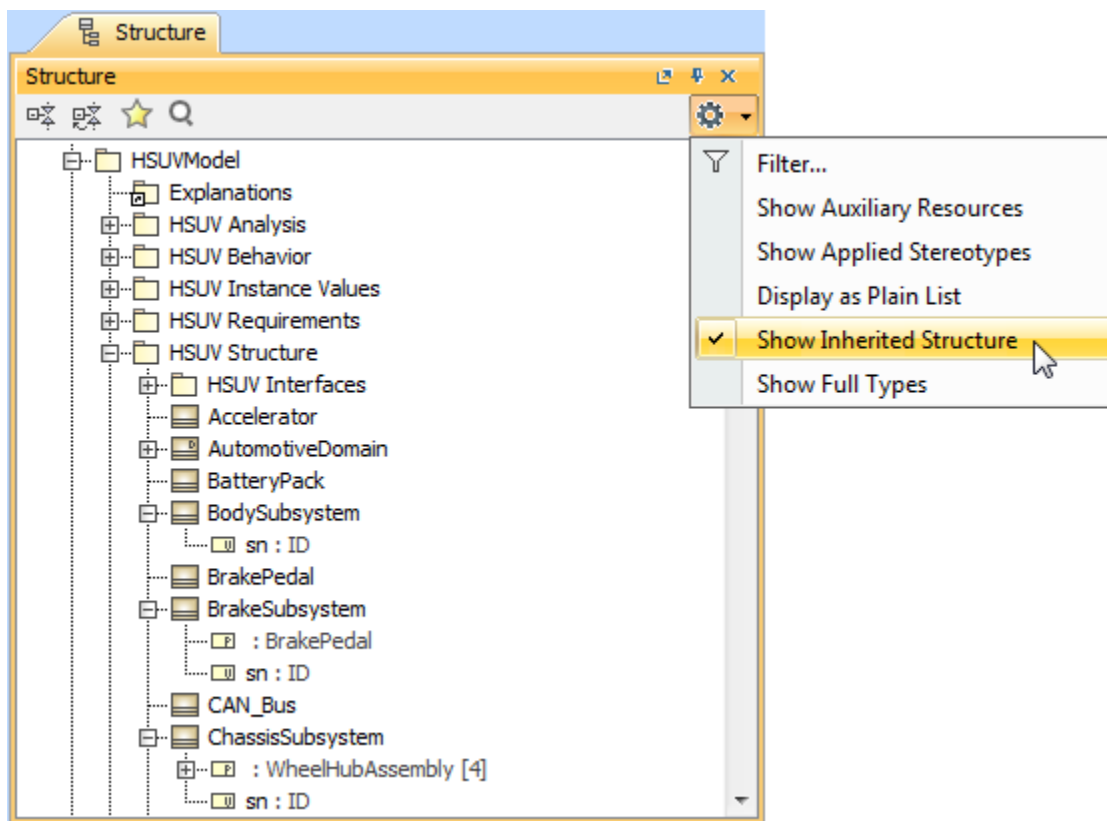 Structure
Structure
HSUVModel
Explanations
HSUV Analysis
HSUV Behavior
HSUV Instance Values
HSUV Requirements
HSUV Structure
HSUV Interfaces
Accelerator
AutomotiveDomain
BatteryPack
BodySubsystem
sn : ID
BrakePedal
BrakeSubsystem
: BrakePedal
sn : ID
CAN_Bus
ChassisSubsystem
: WheelHubAssembly [4]
sn : ID
Filter...
Show Auxiliary Resources
Show Applied Stereotypes
Display as Plain List
Show Inherited Structure
Show Full Types